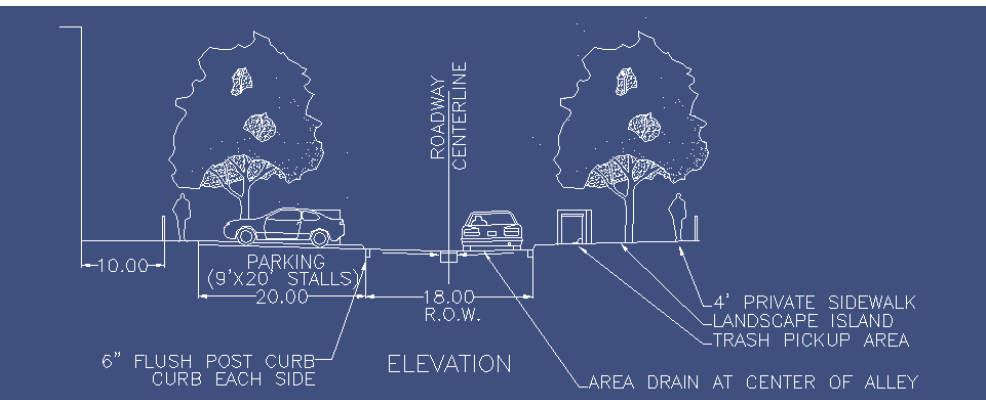 ROADWAY
CENTERLINE
10.00
PARKING
(9'X20' STALLS)
20.00
18.00
R.O.W.
4' PRIVATE SIDEWALK
LANDSCAPE ISLAND
TRASH PICKUP AREA
6" FLUSH POST CURB
CURB EACH SIDE
ELEVATION
AREA DRAIN AT CENTER OF ALLEY